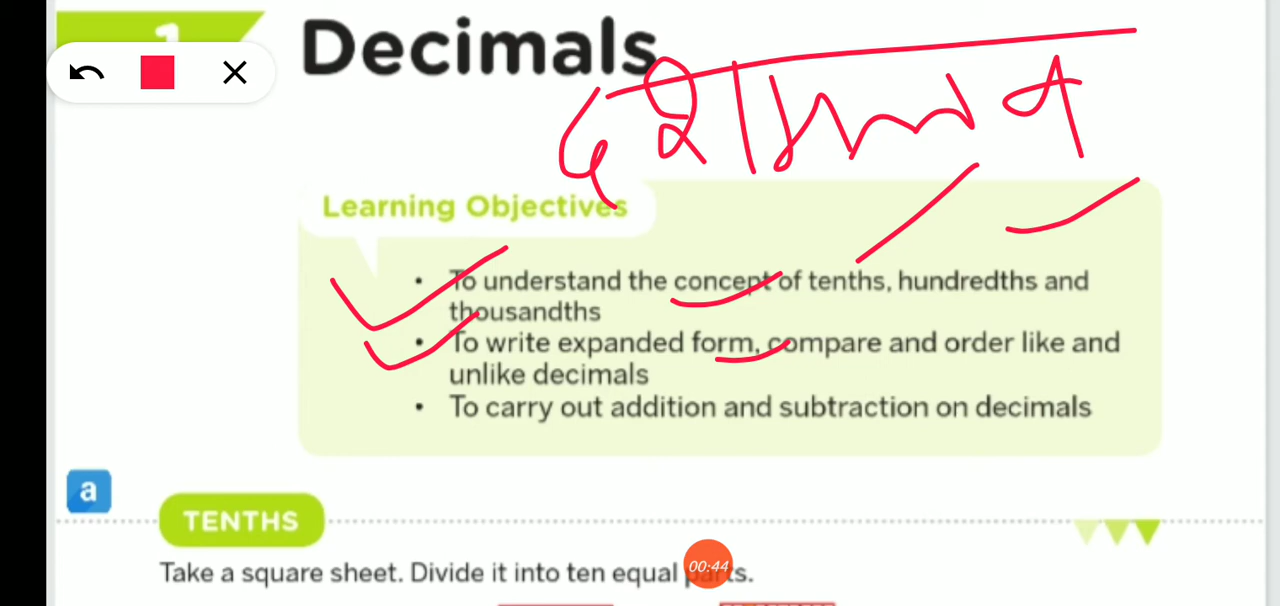 Decimals
दशमलव
Learning Objectives
• To understand the concept of tenths, hundredths and
thousandths
• To write expanded form, compare and order like and
unlike decimals
• To carry out addition and subtraction on decimals
a
TENTHS
Take a square sheet. Divide it into ten equal parts.
00:44